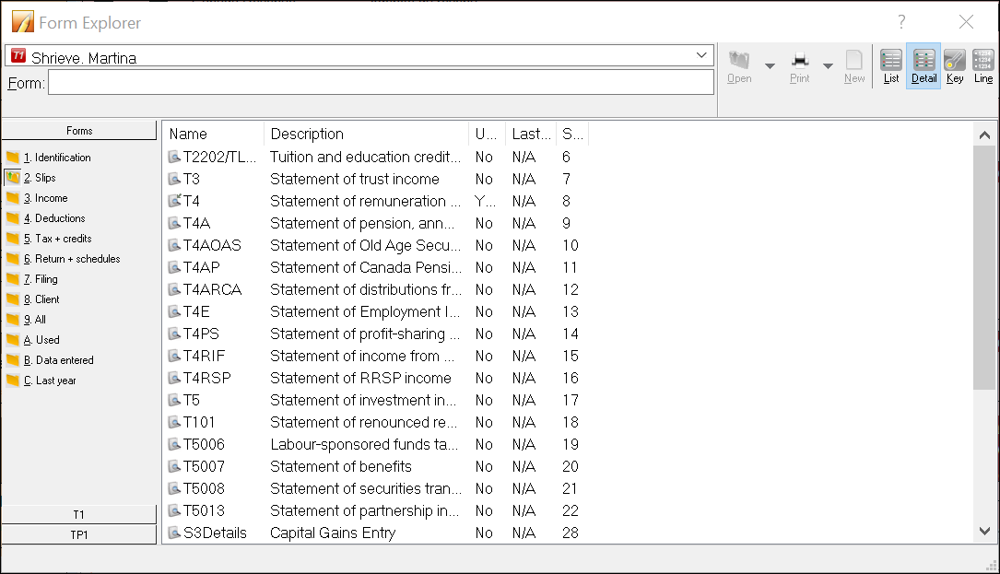 Form Explorer
?
T1 Shrieve, Martina
Form:
Open
Print
New
List
Detail
Key
Line
Forms
1. Identification
2. Slips
3. Income
4. Deductions
5. Tax + credits
6. Return + schedules
7. Filing
8. Client
9. All
A. Used
B. Data entered
C. Last year
T1
TP1
Name Description U... Last... S...
T2202/TL... Tuition and education credit... No N/A 6
T3 Statement of trust income No N/A 7
T4 Statement of remuneration ... Y... N/A 8
T4A Statement of pension, ann... No N/A 9
T4AOAS Statement of Old Age Secu... No N/A 10
T4AP Statement of Canada Pensi... No N/A 11
T4ARCA Statement of distributions fr... No N/A 12
T4E Statement of Employment I... No N/A 13
T4PS Statement of profit-sharing ... No N/A 14
T4RIF Statement of income from ... No N/A 15
T4RSP Statement of RRSP income No N/A 16
T5 Statement of investment in... No N/A 17
T101 Statement of renounced re... No N/A 18
T5006 Labour-sponsored funds ta... No N/A 19
T5007 Statement of benefits No N/A 20
T5008 Statement of securities tran... No N/A 21
T5013 Statement of partnership in... No N/A 22
S3Details Capital Gains Entry No N/A 28